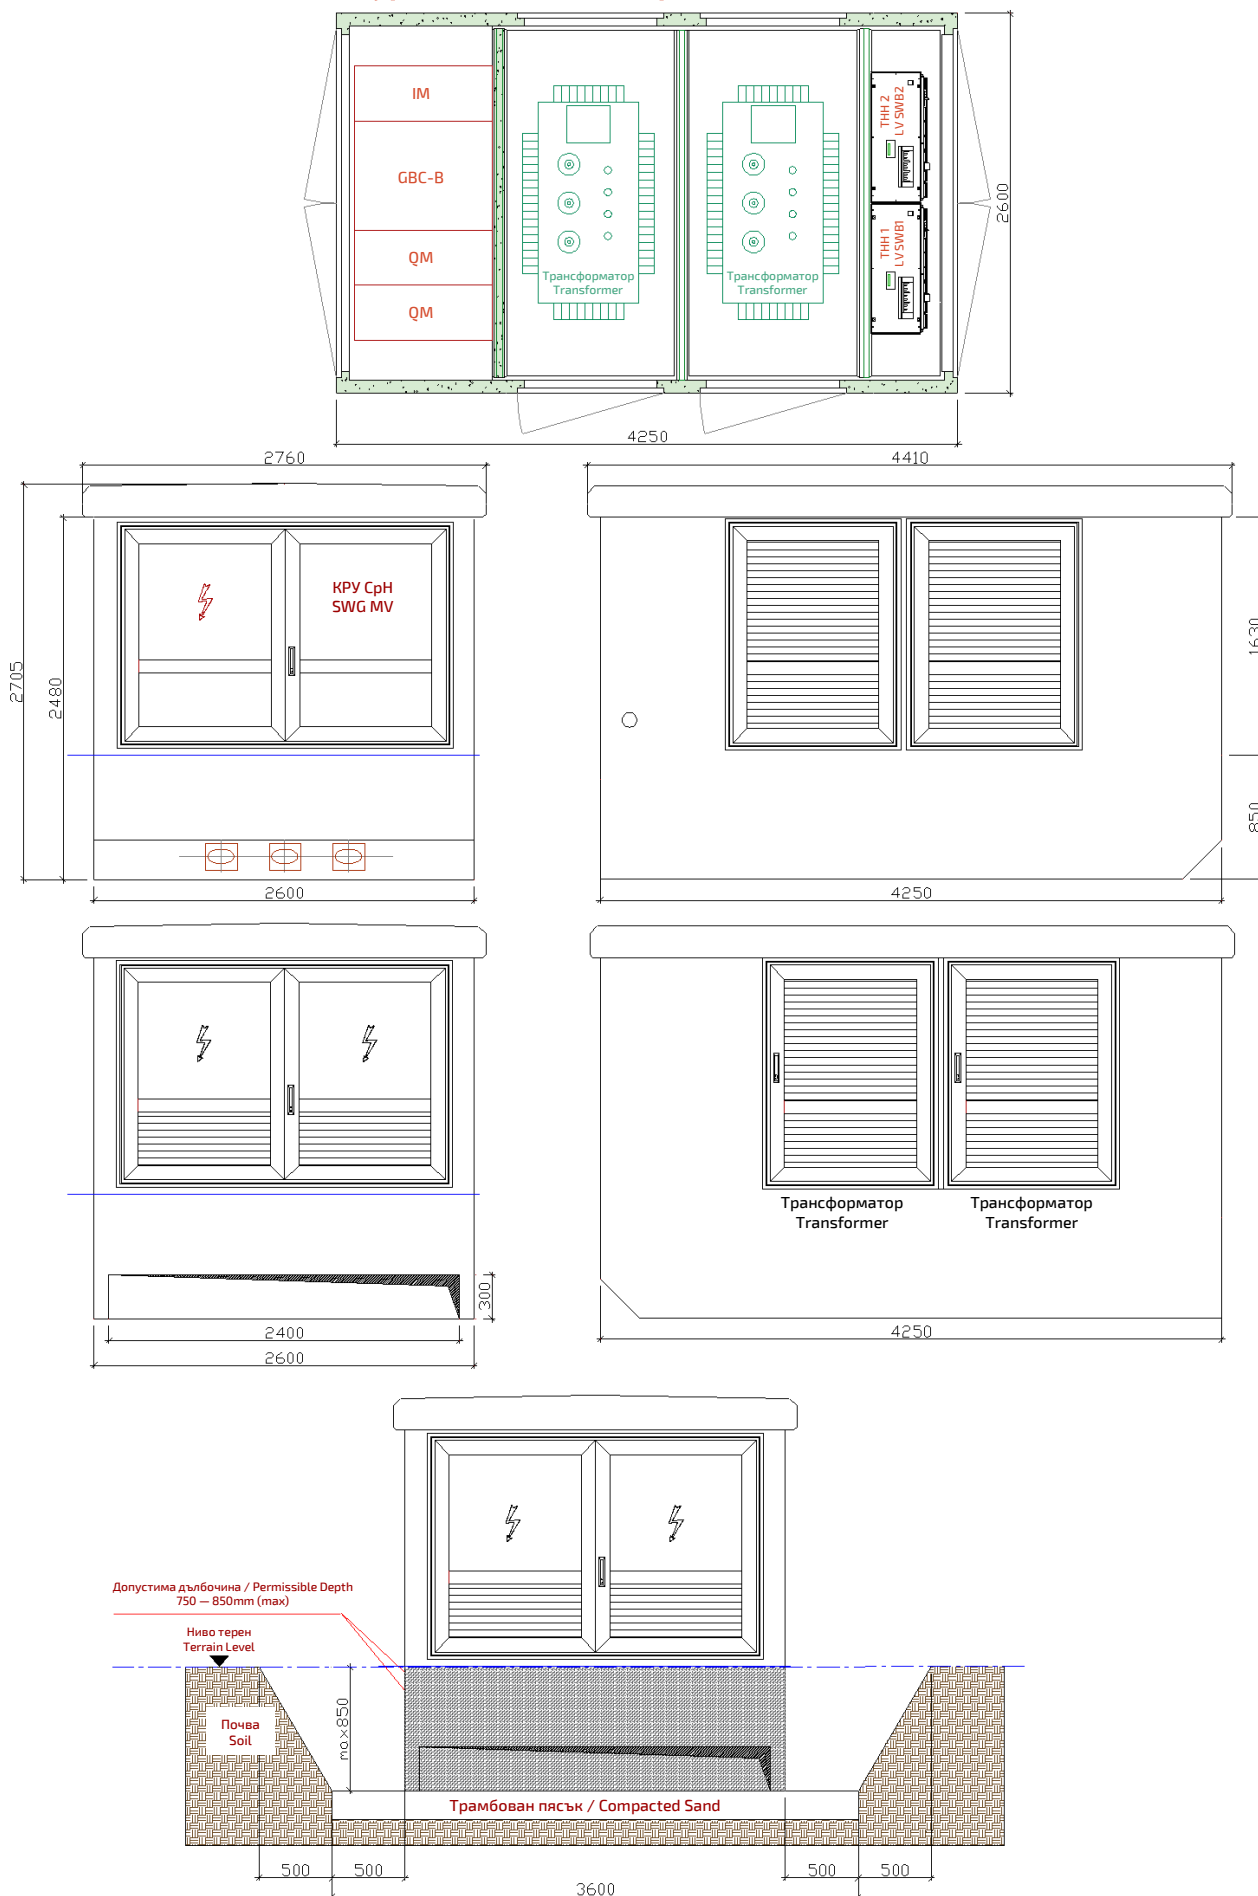 IM
GBC-B
QM
QM
Трансформатор
Transformer
Трансформатор
Transformer
ТНН 2
LV SWB2
ТНН 1
LV SWB1
2600
4250
2760
4410
КРУ СрН
SWG MV
2705
2480
1630
850
2600
4250
Трансформатор
Transformer
Трансформатор
Transformer
300
2400
2600
4250
Допустима дълбочина / Permissible Depth
750 — 850mm (max)
Ниво терен
Terrain Level
Почва
Soil
max850
Трамбован пясък / Compacted Sand
500
500
500
500
3600